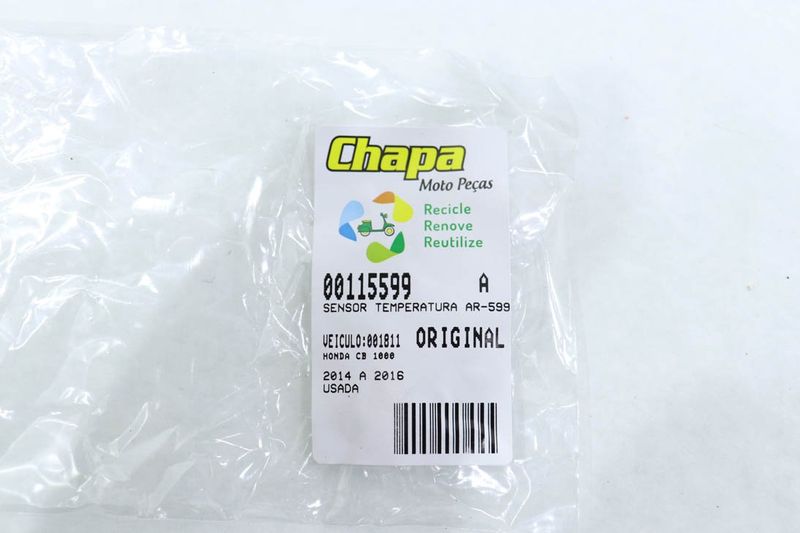 Chapa
Moto Peças
Recicle
Renove
Reutilize
00115599 A
SENSOR TEMPERATURA AR-599
VEICULO:001811 ORIGINAL
HONDA CB 1000
2014 A 2016
USADA